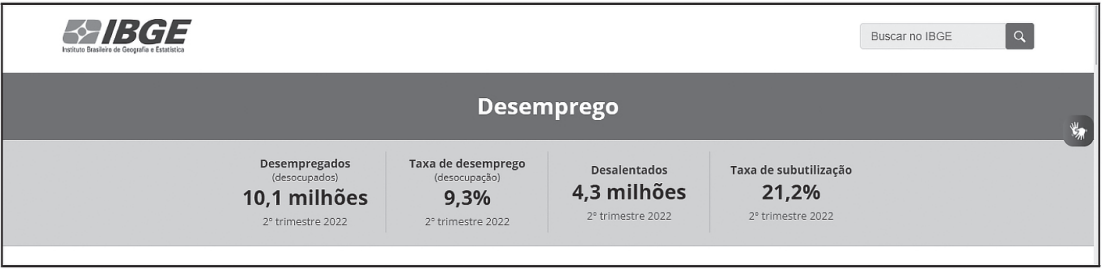 IBGE
Instituto Brasileiro de Geografia e Estatística
Buscar no IBGE
Desemprego
Desempregados
(desocupados)
10,1 milhões
2º trimestre 2022
Taxa de desemprego
(desocupação)
9,3%
2º trimestre 2022
Desalentados
4,3 milhões
2º trimestre 2022
Taxa de subutilização
21,2%
2º trimestre 2022